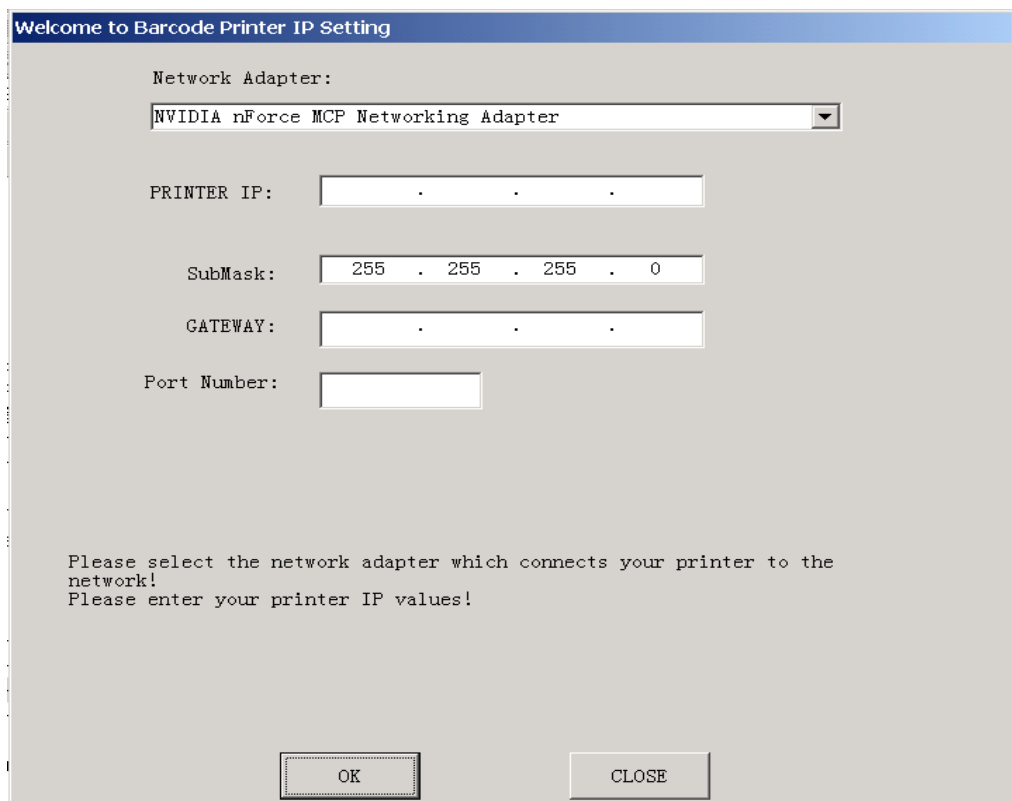 Welcome to Barcode Printer IP Setting
Network Adapter:
NVIDIA nForce MCP Networking Adapter
PRINTER IP: . . .
SubMask: 255 . 255 . 255 . 0
GATEWAY: . . .
Port Number:
Please select the network adapter which connects your printer to the
network!
Please enter your printer IP values!
OK CLOSE